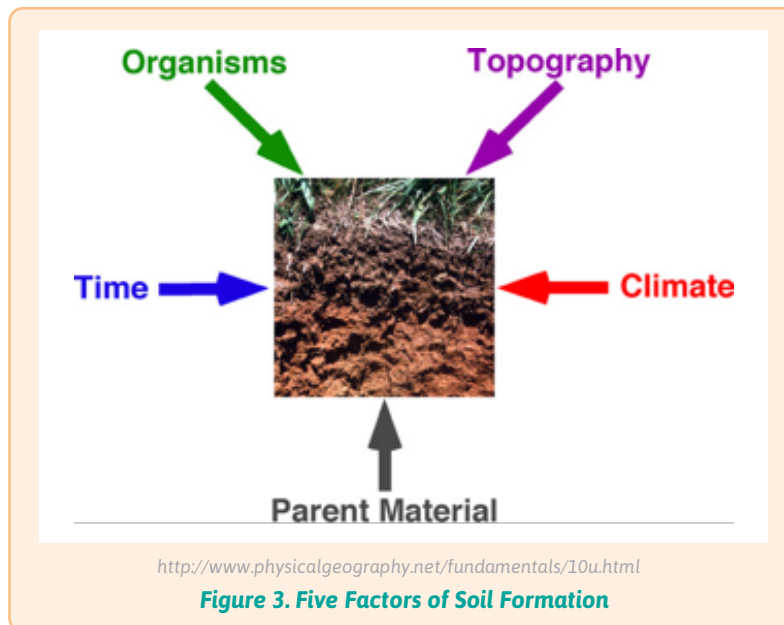 Organisms
Topography
Time
Climate
Parent Material
http://www.physicalgeography.net/fundamentals/10u.html
Figure 3. Five Factors of Soil Formation